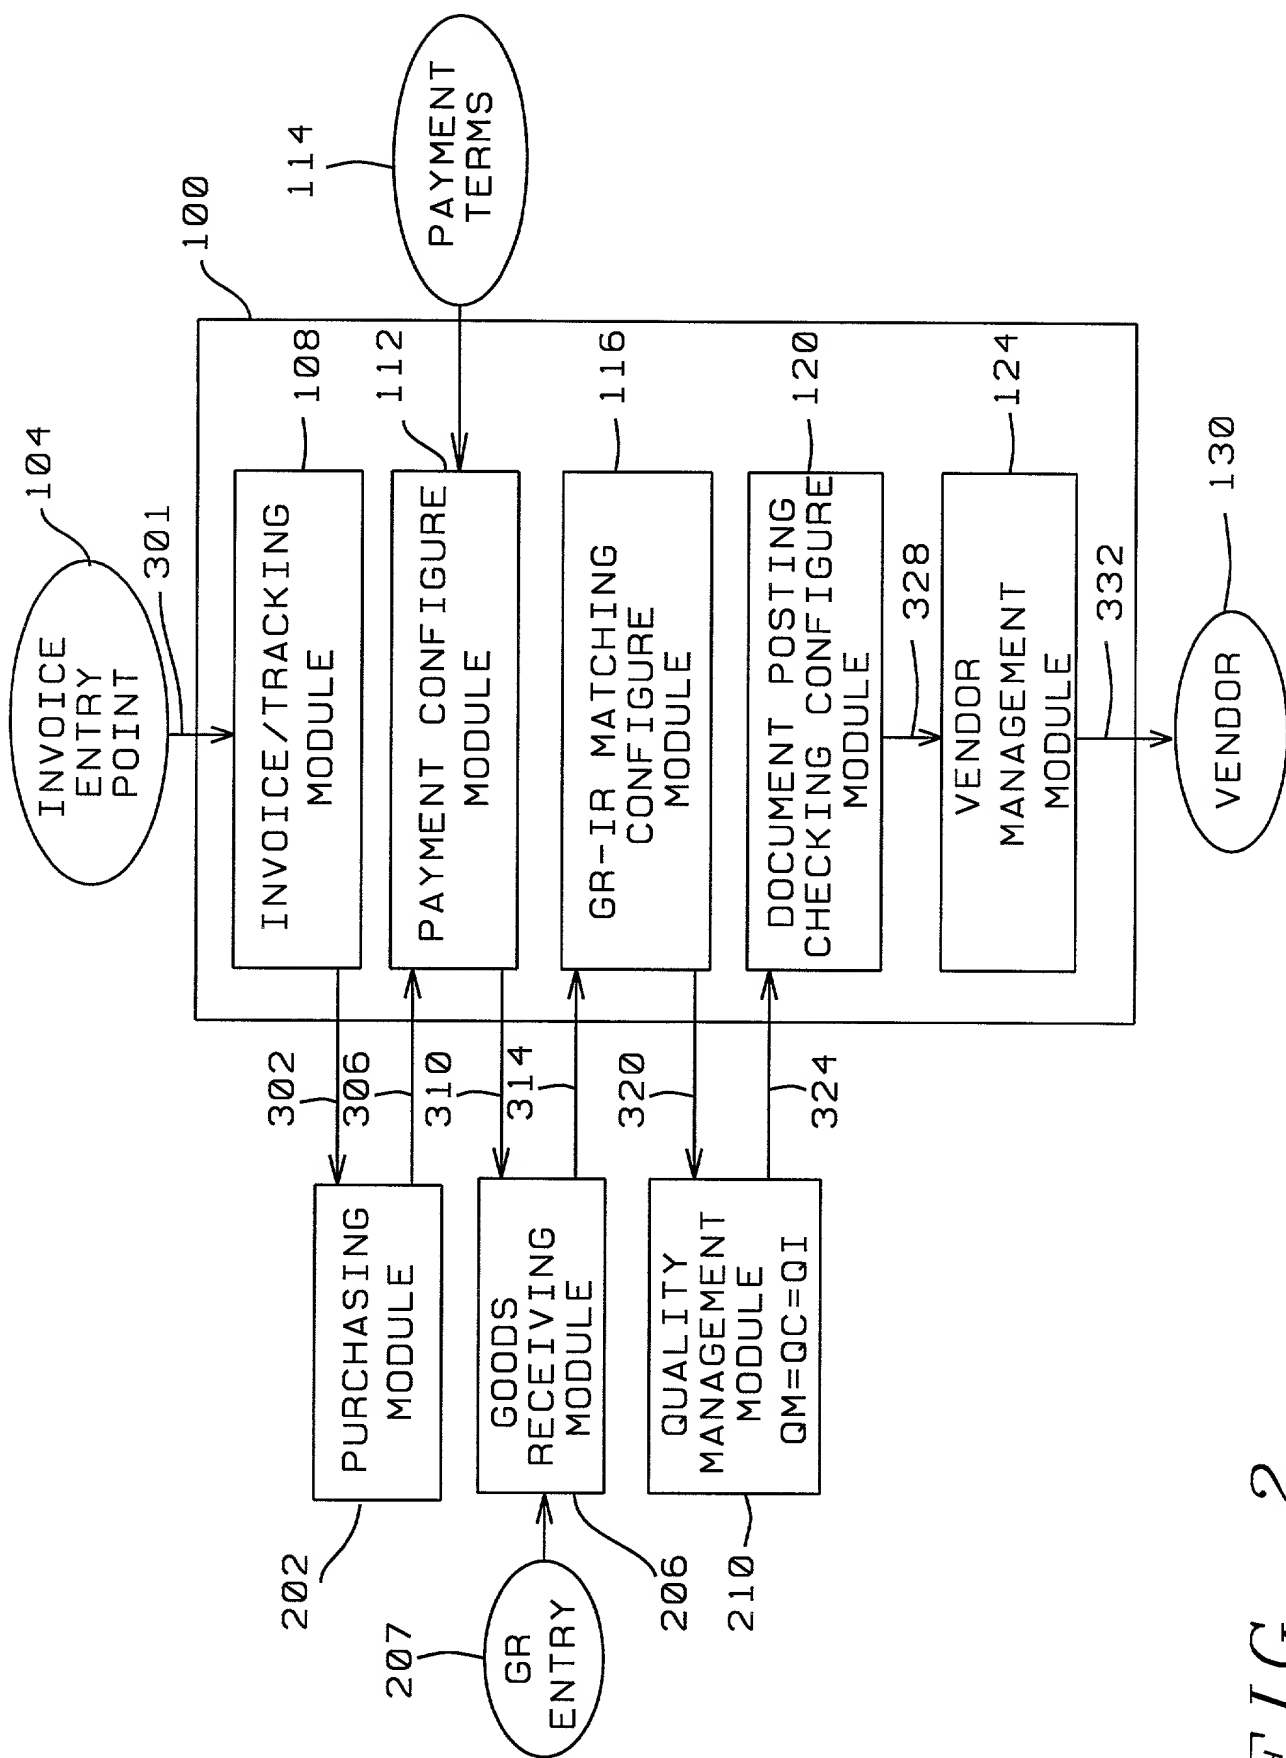 INVOICE
ENTRY
POINT
104
301
100
114
PAYMENT
TERMS
INVOICE/TRACKING
MODULE
108
PAYMENT CONFIGURE
MODULE
112
GR-IR MATCHING
CONFIGURE
MODULE
116
DOCUMENT POSTING
CHECKING CONFIGURE
MODULE
120
328
VENDOR
MANAGEMENT
MODULE
124
332
VENDOR
130
302
306
310
314
320
324
PURCHASING
MODULE
202
GOODS
RECEIVING
MODULE
206
GR
ENTRY
207
QUALITY
MANAGEMENT
MODULE
QM=QC=QI
210
FIG. 2